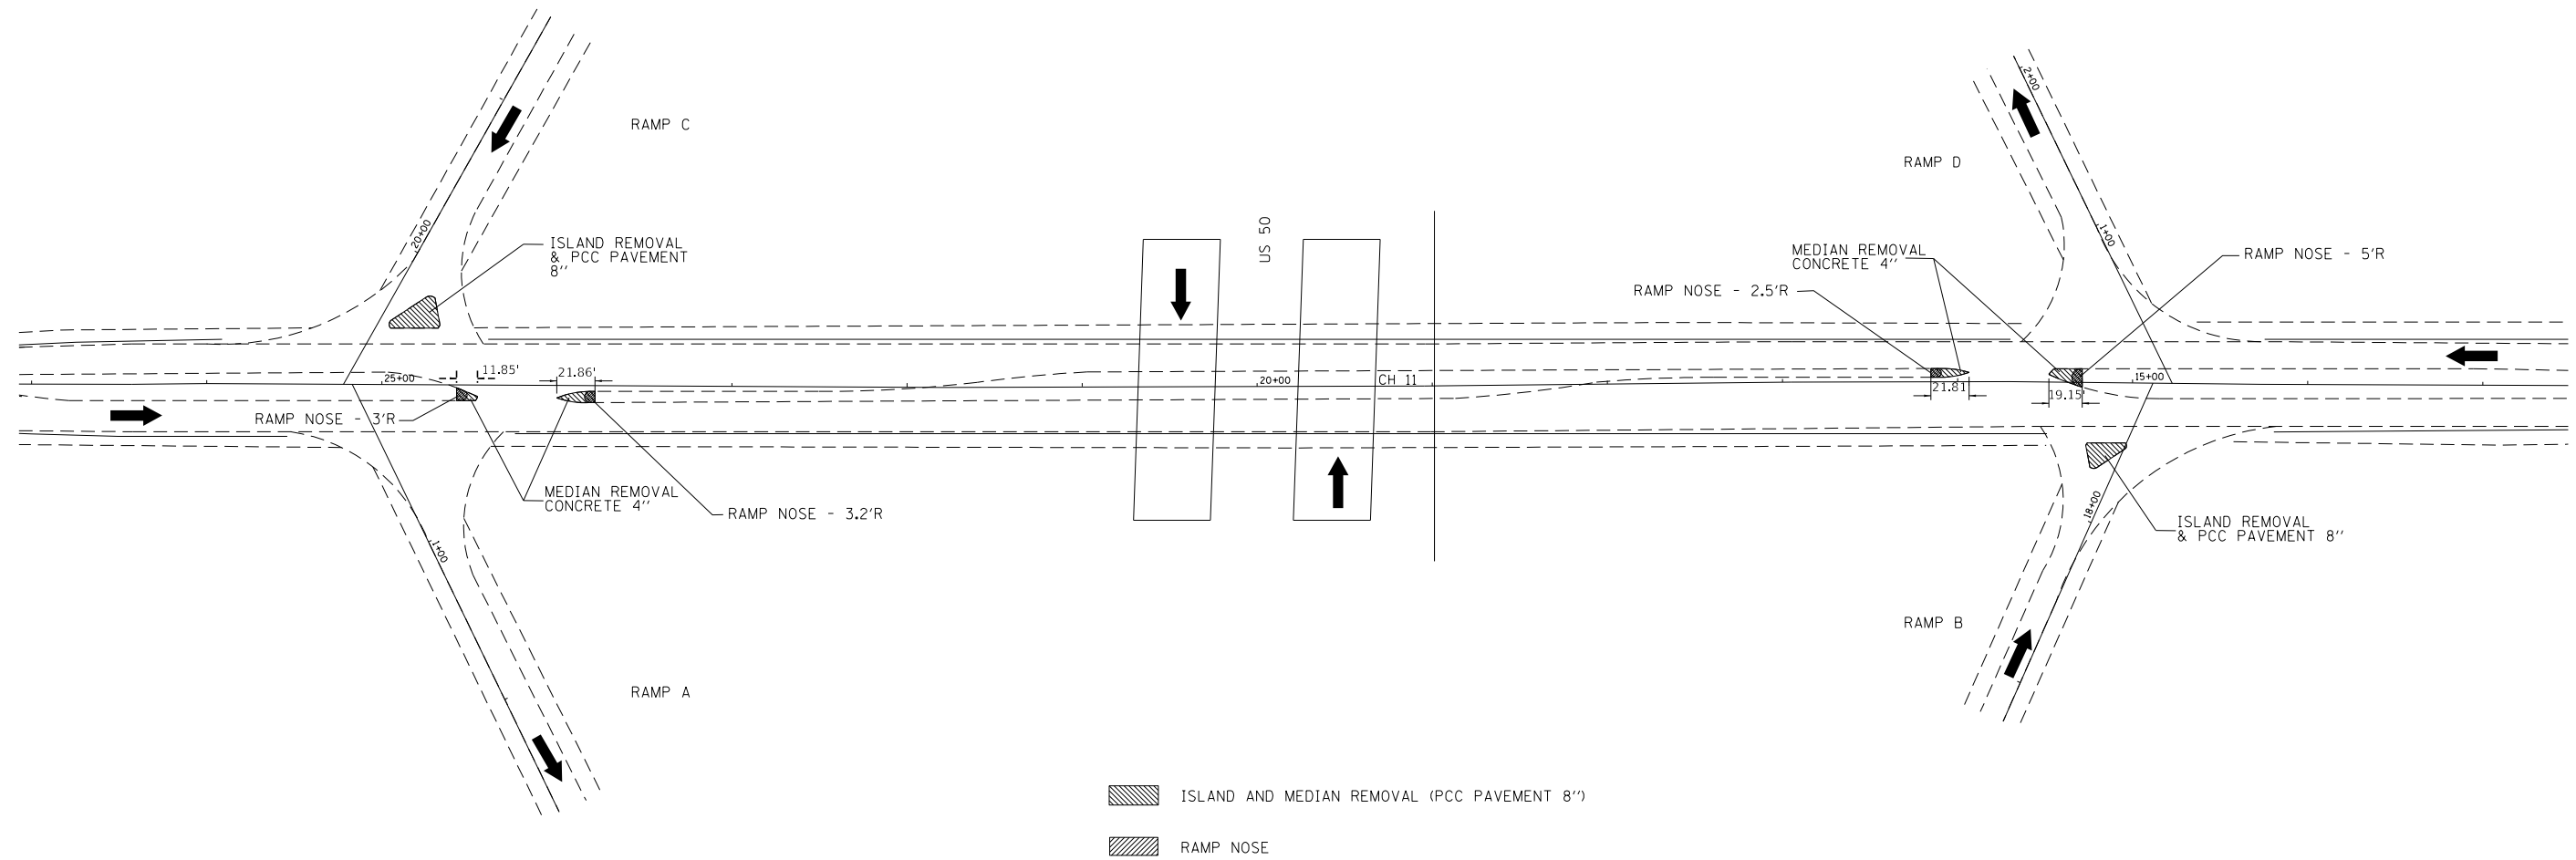 RAMP C
2+00
RAMP D
20+00
US 50
1+00
ISLAND REMOVAL
& PCC PAVEMENT
8''
MEDIAN REMOVAL
CONCRETE 4''
RAMP NOSE - 5'R
RAMP NOSE - 2.5'R
11.85'
21.86'
25+00
20+00
CH 11
15+00
21.81
19.15'
RAMP NOSE - 3'R
MEDIAN REMOVAL
CONCRETE 4''
RAMP NOSE - 3.2'R
18+00
ISLAND REMOVAL
& PCC PAVEMENT 8''
1+00
RAMP B
RAMP A
ISLAND AND MEDIAN REMOVAL (PCC PAVEMENT 8'')
RAMP NOSE